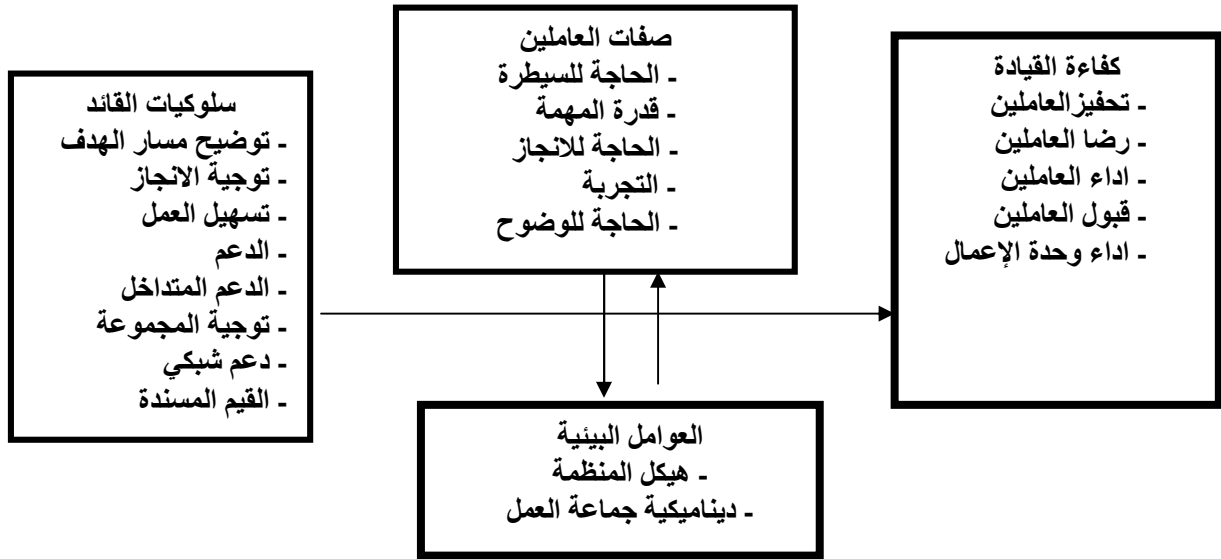 صفات العاملين
- الحاجة للسيطرة
- قدرة المهمة
- الحاجة للانجاز
- التجربة
- الحاجة للوضوح
كفاءة القيادة
- تحفيزالعاملين
- رضا العاملين
- اداء العاملين
- قبول العاملين
- اداء وحدة الإعمال
سلوكيات القائد
- توضيح مسار الهدف
- توجية الانجاز
- تسهيل العمل
- الدعم
- الدعم المتداخل
- توجية المجموعة
- دعم شبكي
- القيم المسندة
العوامل البيئية
- هيكل المنظمة
- ديناميكية جماعة العمل